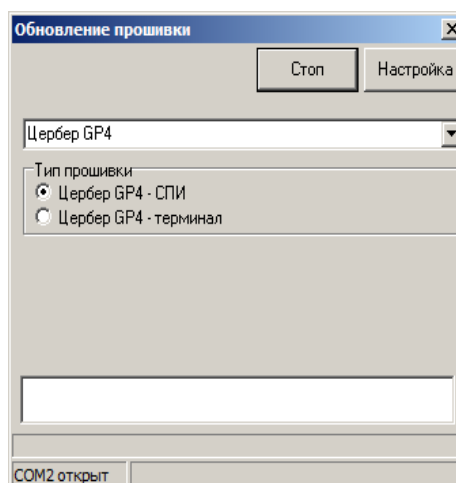 Обновление прошивки
Стоп
Настройка
Цербер GP4
Тип прошивки
Цербер GP4 - СПИ
Цербер GP4 - терминал
COM2 открыт